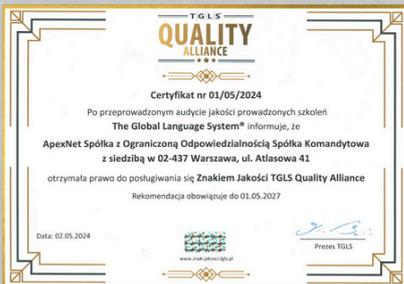 TGLS
QUALITY
ALLIANCE
Certyfikat nr 01/05/2024
Po przeprowadzonym audycie jakości prowadzonych szkoleń
The Global Language System® informuje, że
ApexNet Spółka z Ograniczoną Odpowiedzialnością Spółka Komandytowa
z siedzibą w 02-437 Warszawa, ul. Atlasowa 41
otrzymała prawo do posługiwania się Znakiem Jakości TGLS Quality Alliance
Rekomendacja obowiązuje do 01.05.2027
Data: 02.05.2024
Prezes TGLS
www.znak-jakosci-tgls.pl